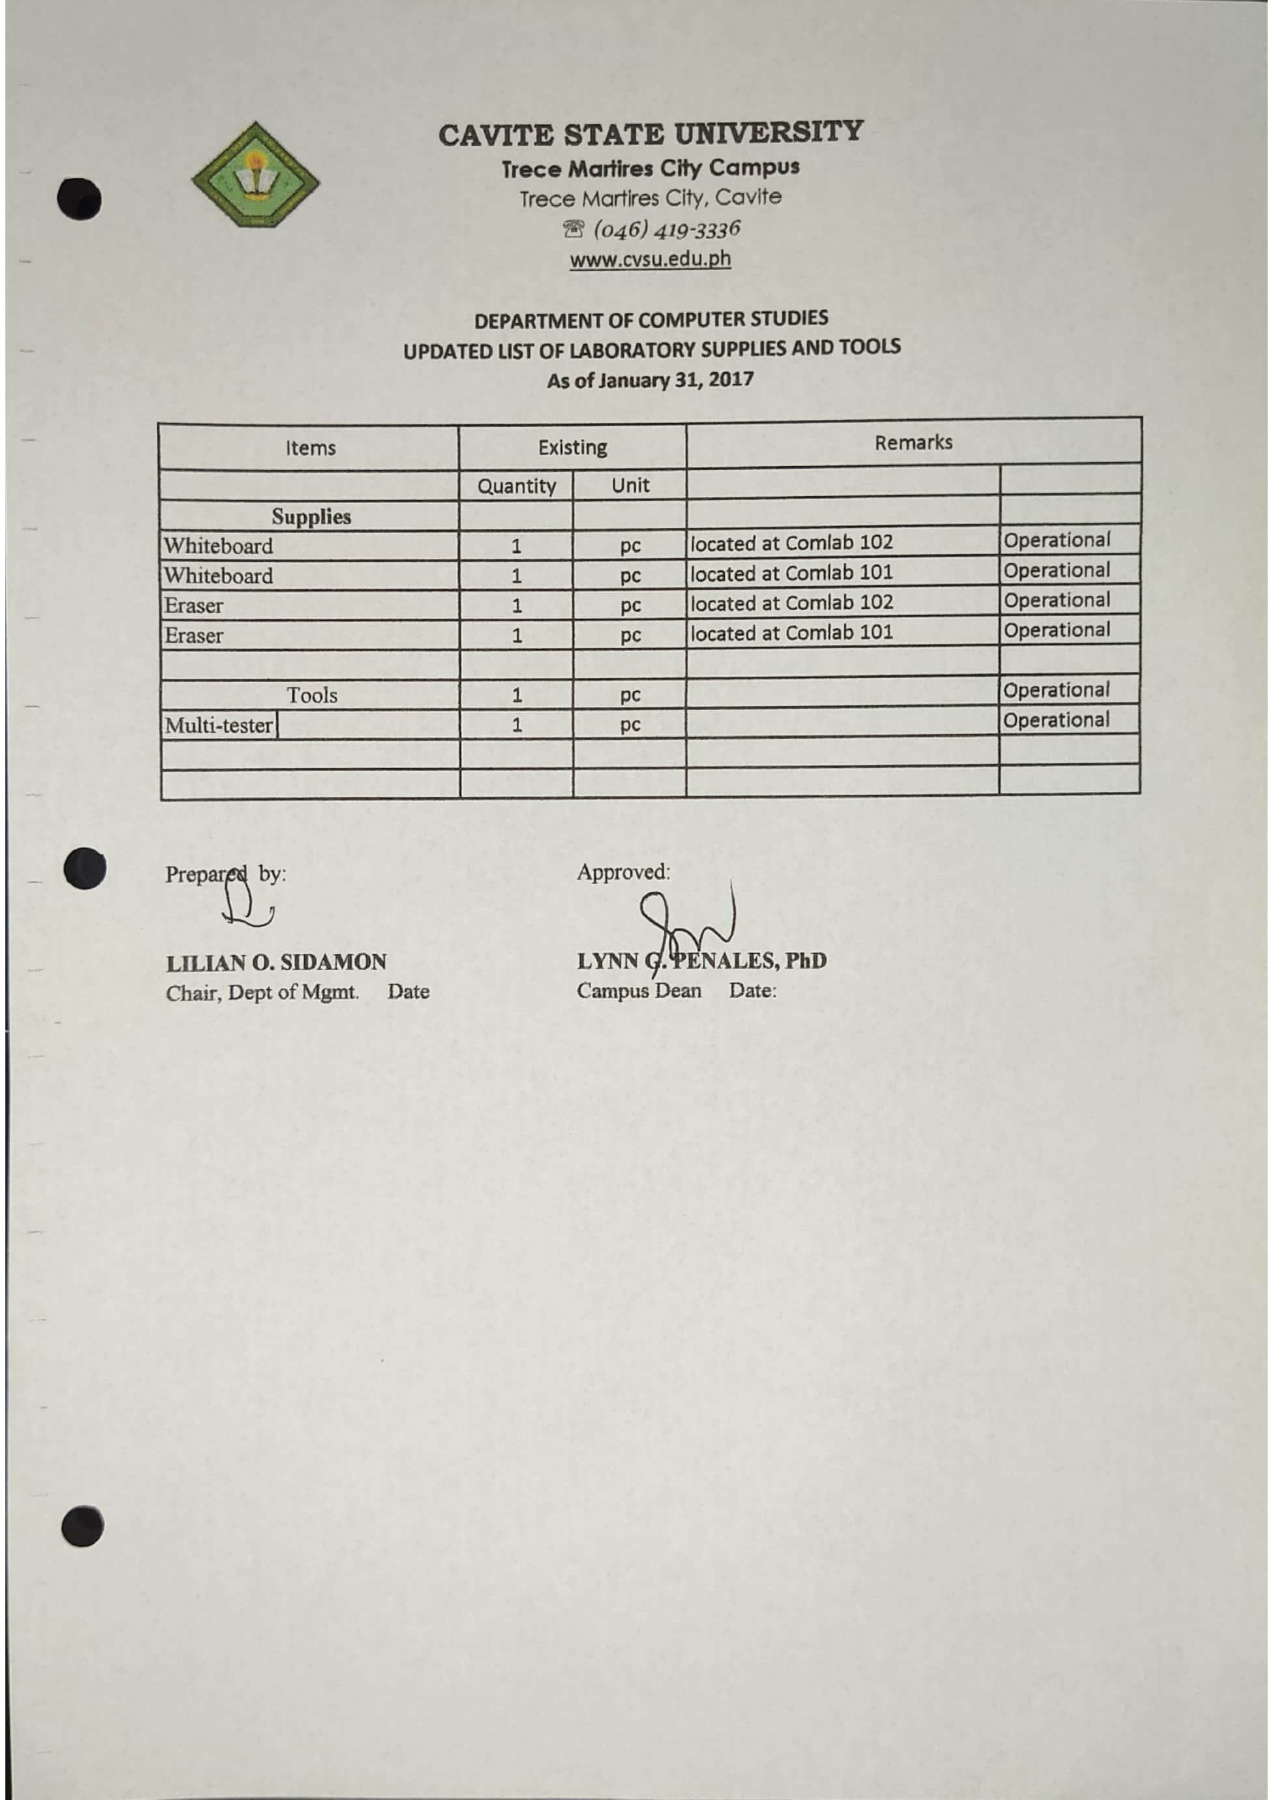 CAVITE STATE UNIVERSITY
Trece Martires City Campus
Trece Martires City, Cavite
☏ (046) 419-3336
www.cvsu.edu.ph
DEPARTMENT OF COMPUTER STUDIES
UPDATED LIST OF LABORATORY SUPPLIES AND TOOLS
As of January 31, 2017
Items Existing Remarks
Quantity Unit
Supplies
Whiteboard 1 pc located at Comlab 102 Operational
Whiteboard 1 pc located at Comlab 101 Operational
Eraser 1 pc located at Comlab 102 Operational
Eraser 1 pc located at Comlab 101 Operational
Tools 1 pc Operational
Multi-tester 1 pc Operational
Prepared by: Approved:
LILIAN O. SIDAMON LYNN G. PENALES, PhD
Chair, Dept of Mgmt. Date Campus Dean Date: